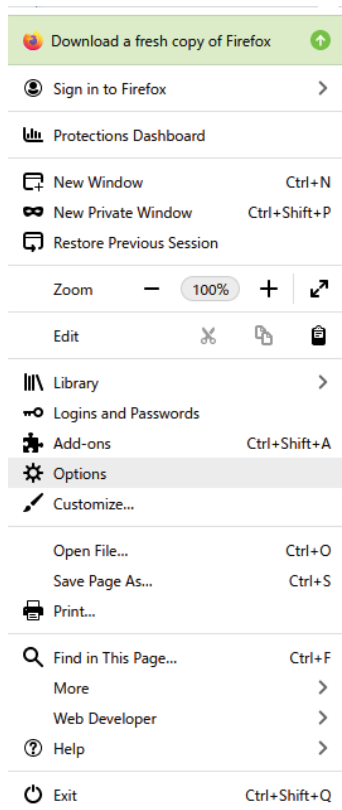 Download a fresh copy of Firefox
Sign in to Firefox
Protections Dashboard
New Window Ctrl+N
New Private Window Ctrl+Shift+P
Restore Previous Session
Zoom 100%
Edit
Library
Logins and Passwords
Add-ons Ctrl+Shift+A
Options
Customize...
Open File... Ctrl+O
Save Page As... Ctrl+S
Print...
Find in This Page... Ctrl+F
More
Web Developer
Help
Exit Ctrl+Shift+Q